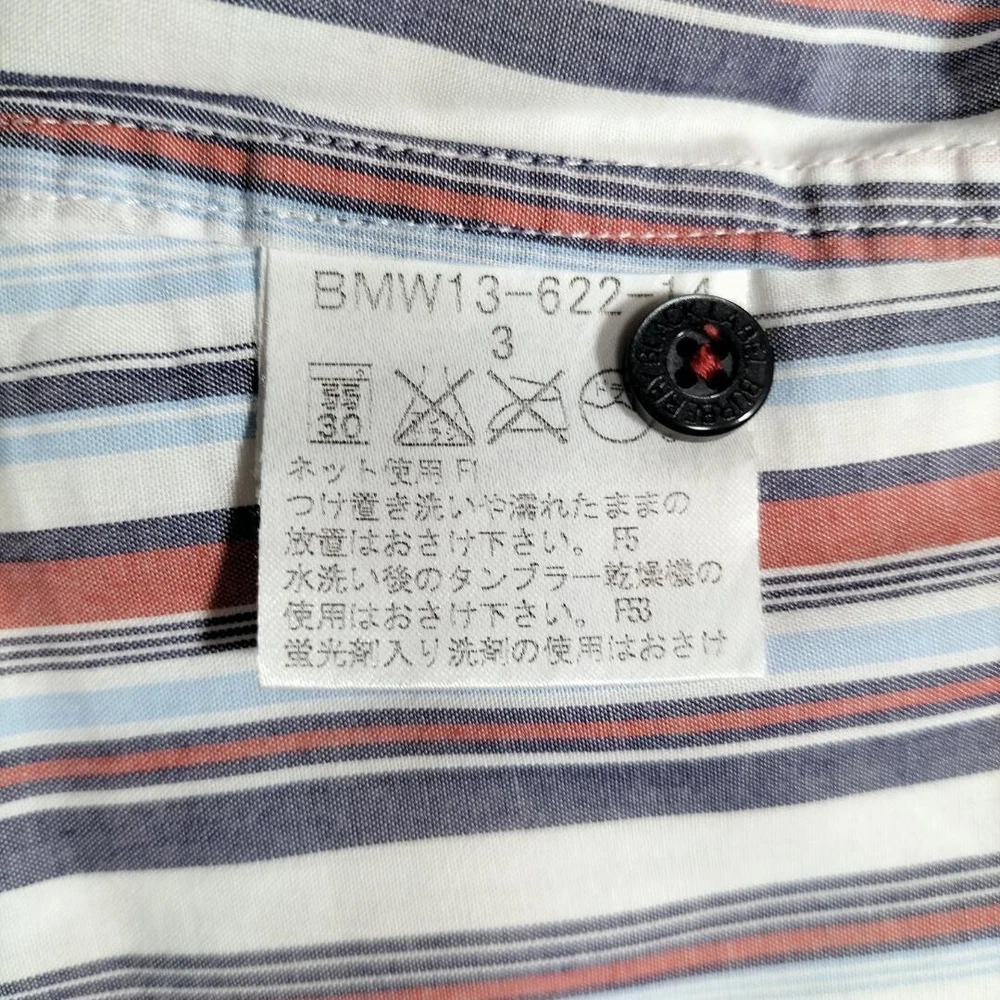 BMW13-622-14
3
弱
30
ネット使用 F1
つけ置き洗いや濡れたままの
放置はおさけ下さい。 F5
水洗い後のタンブラー乾燥機の
使用はおさけ下さい。 F53
蛍光剤入り洗剤の使用はおさけ
BLACK LABEL BURBERRY